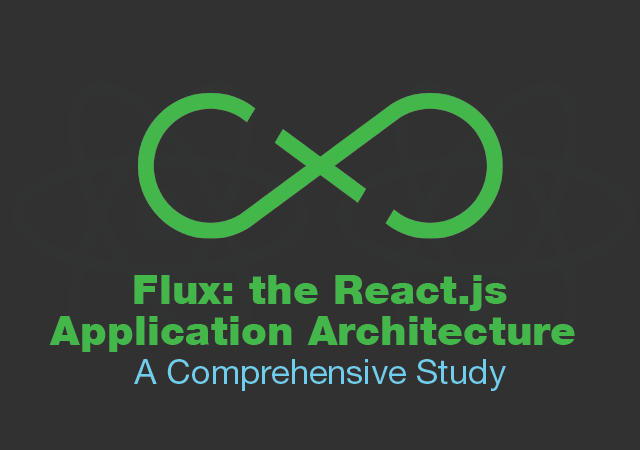 Flux: the React.js
Application Architecture
A Comprehensive Study